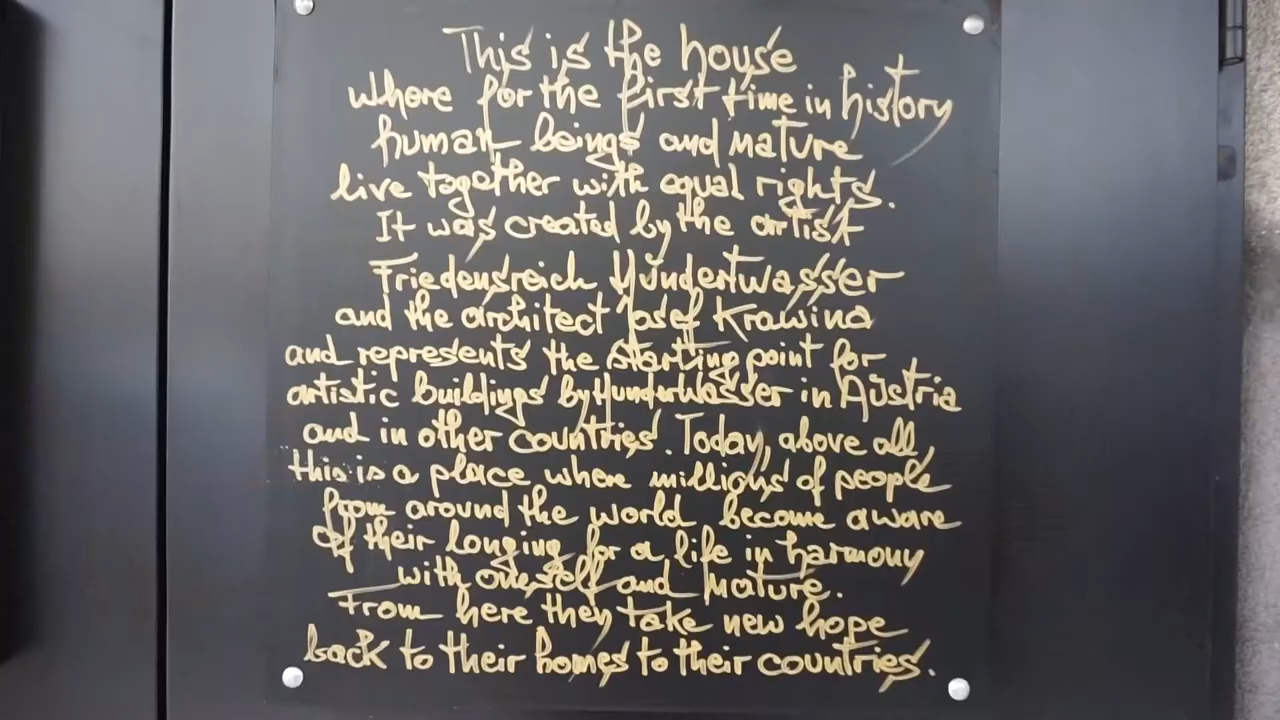 This is the house
where for the first time in history
human beings and nature
live together with equal rights.
It was created by the artist
Friedensreich Hundertwasser
and the architect Josef Krawina
and represents the starting point for
artistic buildings by Hundertwasser in Austria
and in other countries. Today, above all,
this is a place where millions of people
from around the world become aware
of their longing for a life in harmony
with oneself and nature.
From here they take new hope
back to their homes to their countries.